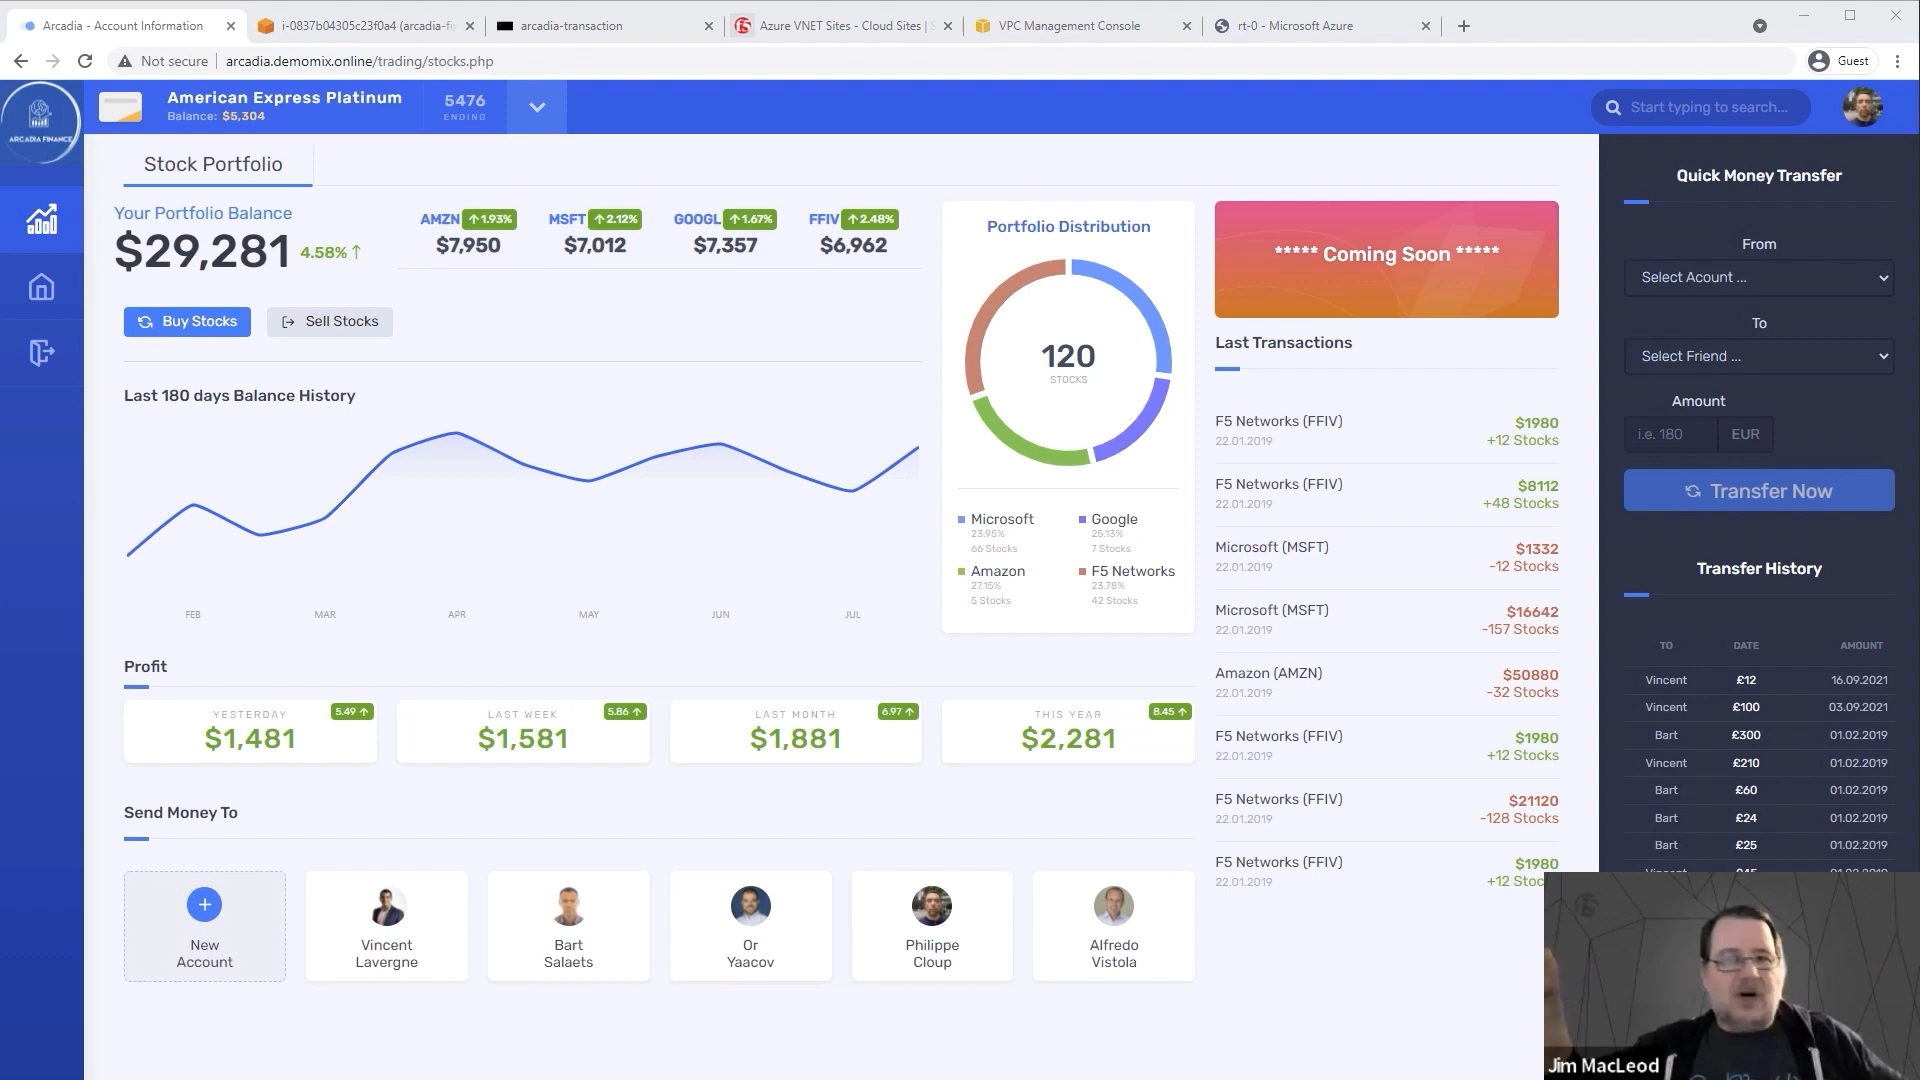 Arcadia - Account Information
i-0837b04305c23f0a4 (arcadia-fi
arcadia-transaction
Azure VNET Sites - Cloud Sites |
VPC Management Console
rt-0 - Microsoft Azure
Not secure
arcadia.demomix.online/trading/stocks.php
Guest
ARCADIA FINANCE
American Express Platinum
Balance: $5,304
5476
ENDING
Start typing to search...
Stock Portfolio
Your Portfolio Balance
$29,281 4.58%
AMZN 1.93%
$7,950
MSFT 2.12%
$7,012
GOOGL 1.67%
$7,357
FFIV 2.48%
$6,962
Buy Stocks
Sell Stocks
Last 180 days Balance History
FEB
MAR
APR
MAY
JUN
JUL
Portfolio Distribution
120
STOCKS
Microsoft
23.95%
66 Stocks
Google
25.13%
7 Stocks
Amazon
27.15%
5 Stocks
F5 Networks
23.78%
42 Stocks
Profit
YESTERDAY
5.49
$1,481
LAST WEEK
5.86
$1,581
LAST MONTH
6.97
$1,881
THIS YEAR
8.45
$2,281
Send Money To
New
Account
Vincent
Lavergne
Bart
Salaets
Or
Yaacov
Philippe
Cloup
Alfredo
Vistola
***** Coming Soon *****
Last Transactions
F5 Networks (FFIV) $1980
22.01.2019 +12 Stocks
F5 Networks (FFIV) $8112
22.01.2019 +48 Stocks
Microsoft (MSFT) $1332
22.01.2019 -12 Stocks
Microsoft (MSFT) $16642
22.01.2019 -157 Stocks
Amazon (AMZN) $50880
22.01.2019 -32 Stocks
F5 Networks (FFIV) $1980
22.01.2019 +12 Stocks
F5 Networks (FFIV) $21120
22.01.2019 -128 Stocks
F5 Networks (FFIV) $1980
22.01.2019 +12
Quick Money Transfer
From
Select Acount ...
To
Select Friend ...
Amount
i.e. 180 EUR
Transfer Now
Transfer History
TO DATE AMOUNT
Vincent £12 16.09.2021
Vincent £100 03.09.2021
Bart £300 01.02.2019
Vincent £210 01.02.2019
Bart £60 01.02.2019
Bart £24 01.02.2019
Bart £25 01.02.2019
Jim MacLeod